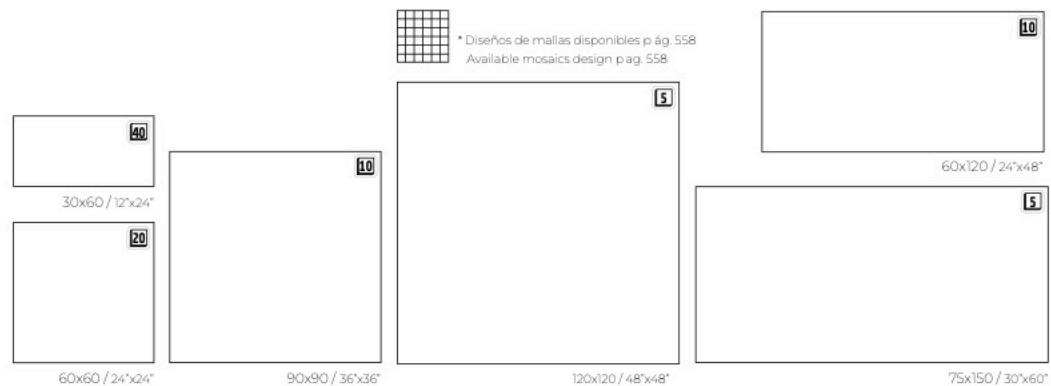 * Diseños de mallas disponibles p ág. 558
Available mosaics design pag. 558
10
60x120 / 24"x48"
5
120x120 / 48"x48"
40
30x60 / 12"x24"
10
90x90 / 36"x36"
5
75x150 / 30"x60"
20
60x60 / 24"x24"